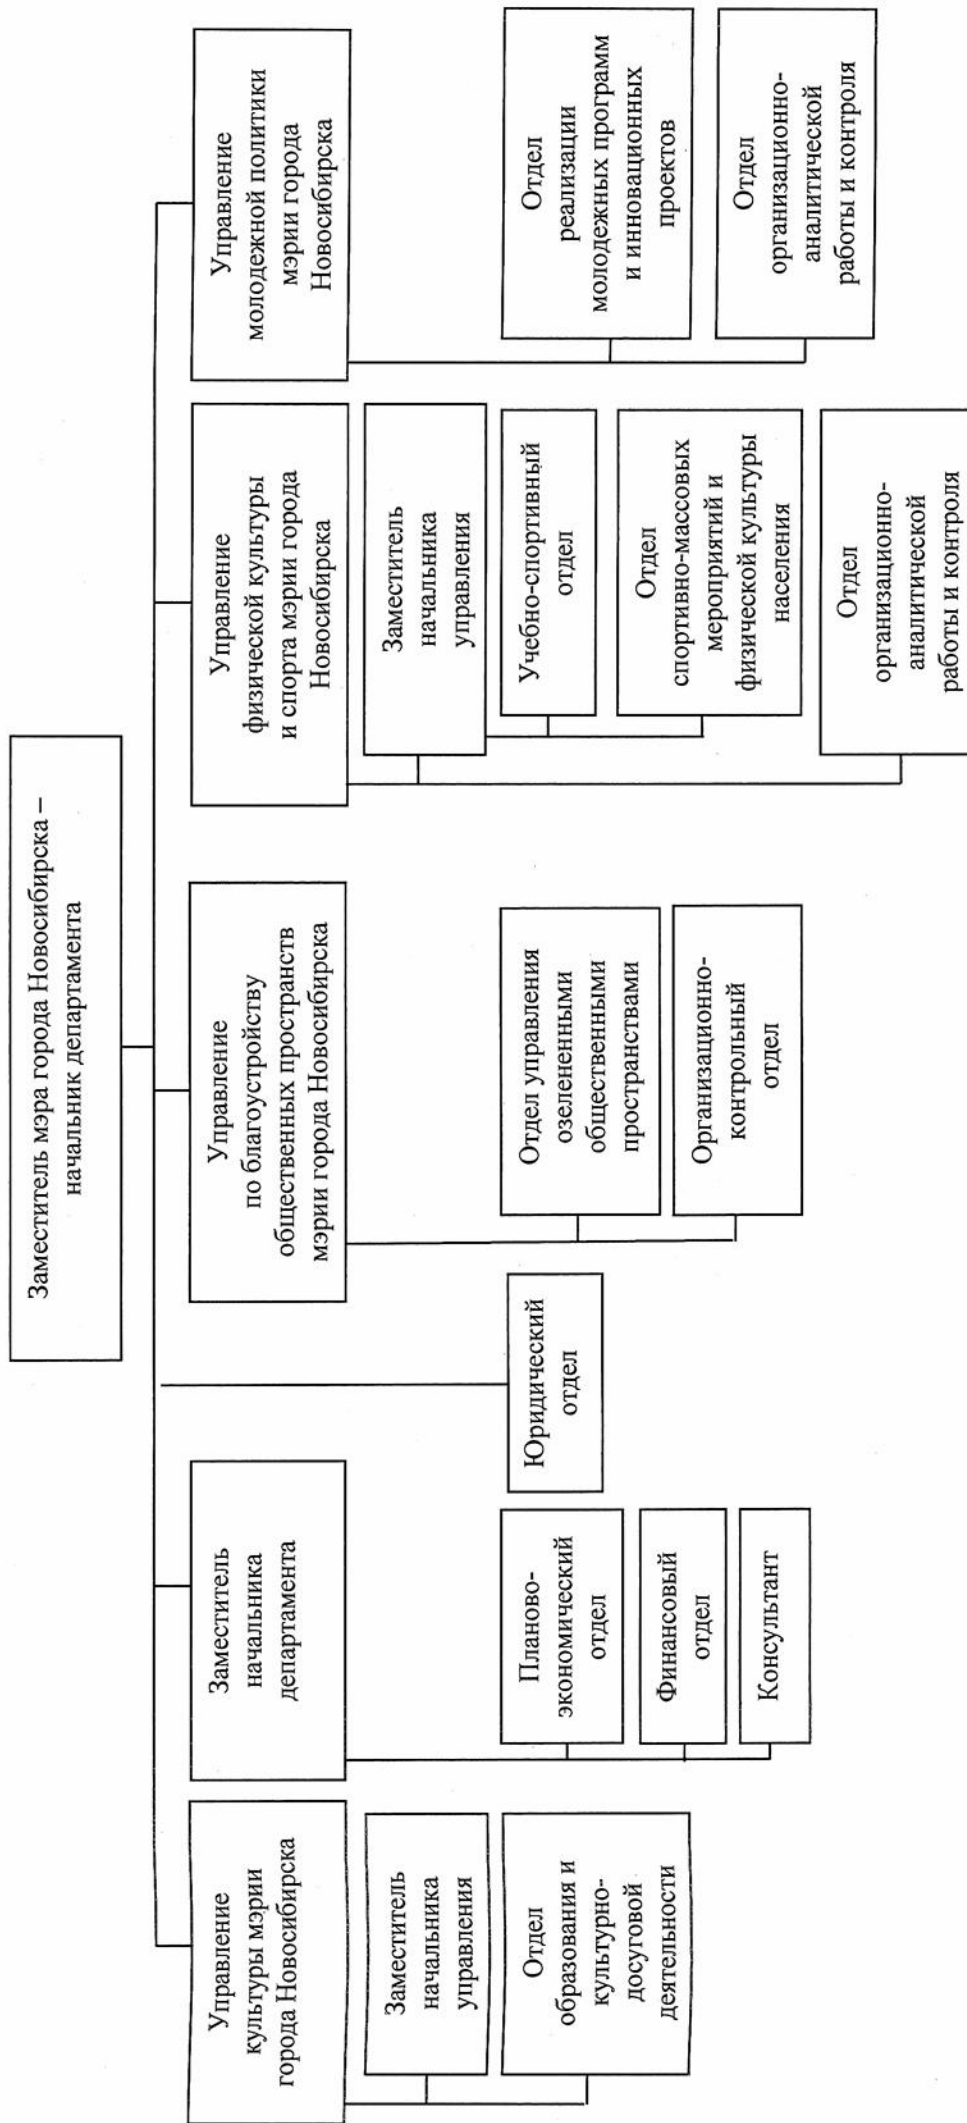 Заместитель мэра города Новосибирска –
начальник департамента
Управление
культуры мэрии
города Новосибирска
Заместитель
начальника
управления
Отдел
образования и
культурно-
досуговой
деятельности
Заместитель
начальника
департамента
Планово-
экономический
отдел
Финансовый
отдел
Консультант
Юридический
отдел
Управление
по благоустройству
общественных пространств
мэрии города Новосибирска
Отдел управления
озелененными
общественными
пространствами
Организационно-
контрольный
отдел
Управление
физической культуры
и спорта мэрии города
Новосибирска
Заместитель
начальника
управления
Учебно-спортивный
отдел
Отдел
спортивно-массовых
мероприятий и
физической культуры
населения
Отдел
организационно-
аналитической
работы и контроля
Управление
молодежной политики
мэрии города
Новосибирска
Отдел
реализации
молодежных программ
и инновационных
проектов
Отдел
организационно-
аналитической
работы и контроля